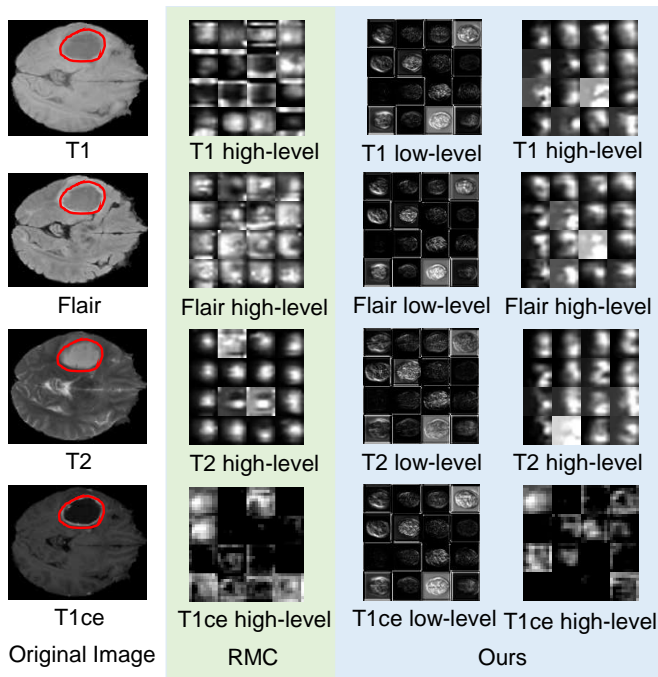 T1 T1 high-level T1 low-level T1 high-level
Flair Flair high-level Flair low-level Flair high-level
T2 T2 high-level T2 low-level T2 high-level
T1ce T1ce high-level T1ce low-level T1ce high-level
Original Image RMC Ours